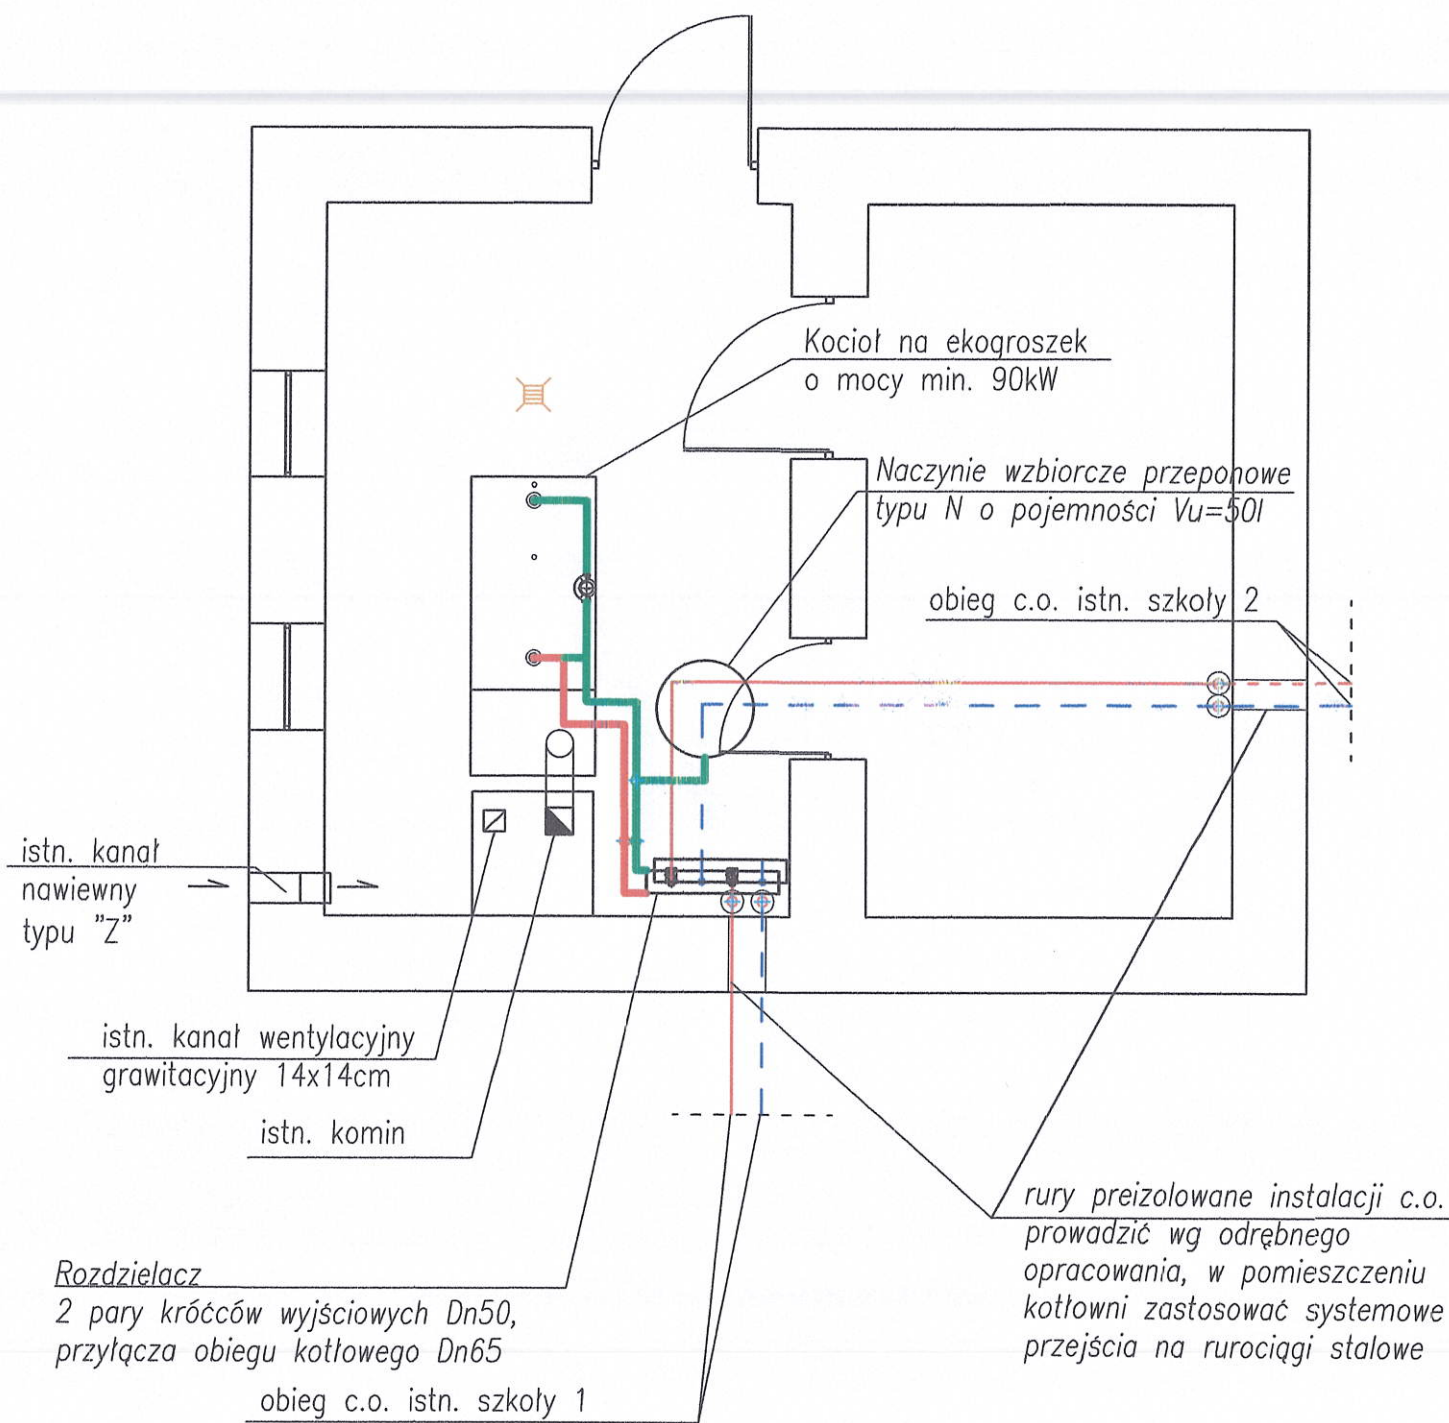 Kocioł na ekogroszek
o mocy min. 90kW
Naczynie wzbiorcze przeponowe
typu N o pojemności Vu=50l
obieg c.o. istn. szkoły 2
istn. kanał
nawiewny
typu "Z"
istn. kanał wentylacyjny
grawitacyjny 14x14cm
istn. komin
rury preizolowane instalacji c.o.
prowadzić wg odrębnego
opracowania, w pomieszczeniu
kotłowni zastosować systemowe
przejścia na rurociągi stalowe
Rozdzielacz
2 pary króćców wyjściowych Dn50,
przyłącza obiegu kotłowego Dn65
obieg c.o. istn. szkoły 1